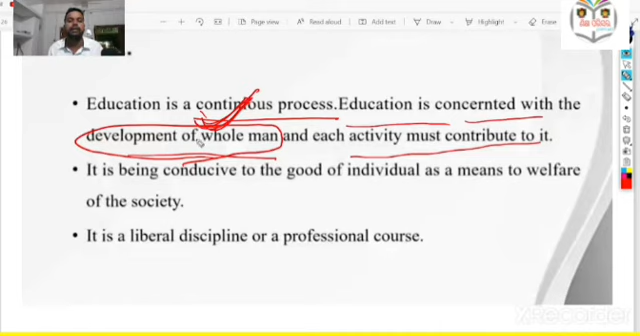 Page view
Read aloud
Add text
Draw
Highlight
Erase
• Education is a continuous process.Education is concernted with the
development of whole man and each activity must contribute to it.
• It is being conducive to the good of individual as a means to welfare
of the society.
• It is a liberal discipline or a professional course.
X-Recorder